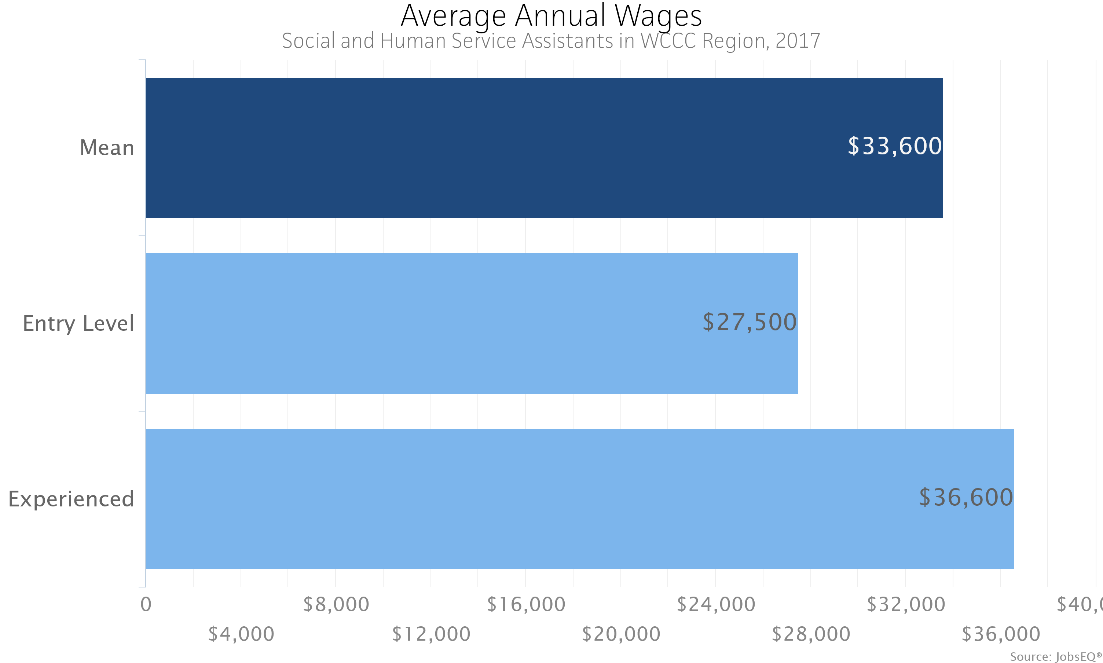 Average Annual Wages
Social and Human Service Assistants in WCCC Region, 2017
Mean
$33,600
Entry Level
$27,500
Experienced
$36,600
0 $8,000 $16,000 $24,000 $32,000 $40,
$4,000 $12,000 $20,000 $28,000 $36,000
Source: JobsEQ®